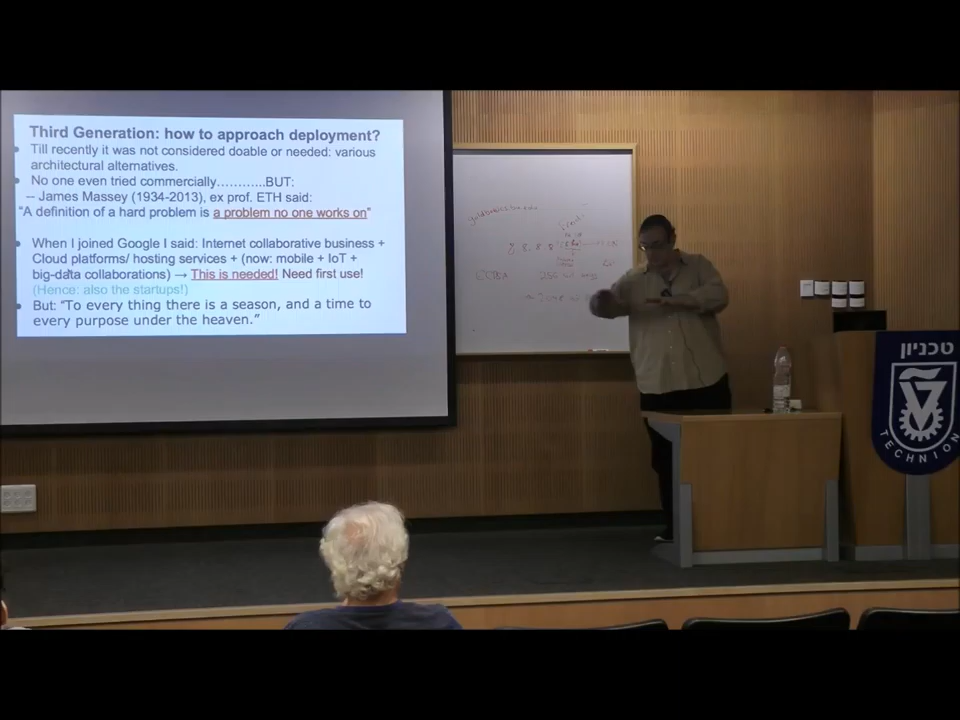 Third Generation: how to approach deployment?
Till recently it was not considered doable or needed: various
architectural alternatives.
No one even tried commercially…………BUT:
-- James Massey (1934-2013), ex prof. ETH said:
“A definition of a hard problem is a problem no one works on”
When I joined Google I said: Internet collaborative business +
Cloud platforms/ hosting services + (now: mobile + IoT +
big-data collaborations) → This is needed! Need first use!
(Hence: also the startups!)
But: “To every thing there is a season, and a time to
every purpose under the heaven.”
טכניון
TECHNION